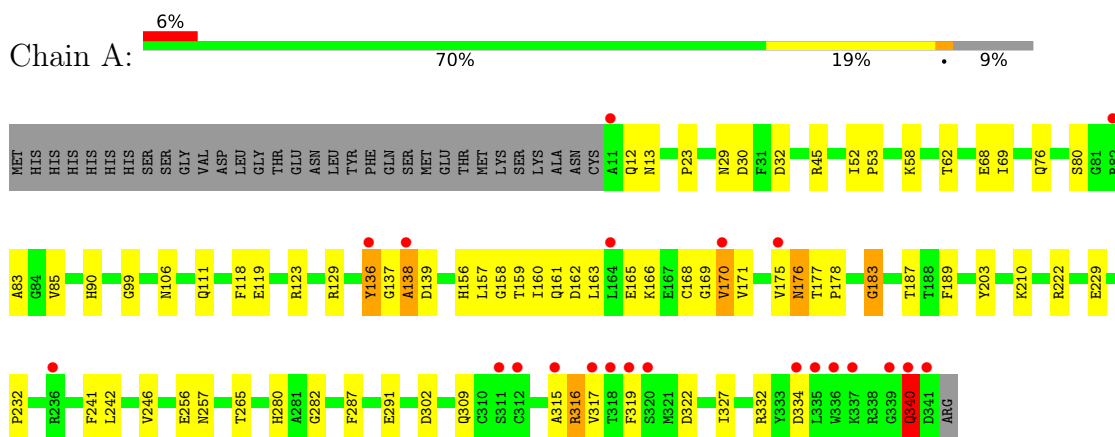 6%
Chain A:
70% 19% • 9%
MET HIS HIS HIS HIS HIS HIS SER SER GLY VAL ASP LEU GLY THR GLU ASN LEU TYR PHE GLN SER MET GLU THR MET LYS SER LYS ALA ASN CYS A11 Q12 N13 P23 N29 D30 F31 D32 R45 I52 P53 K58 T62 E68 I69 Q76 S80 G81 R82
A83 G84 V85 H90 G99 N106 Q111 F118 E119 R123 R129 Y136 G137 A138 D139 H156 L157 G158 T159 I160 Q161 D162 L163 L164 E165 K166 E167 C168 G169 V170 V171 V175 N176 T177 P178 G183 T187 T188 F189 Y203 K210 R222 E229
P232 R236 F241 L242 V246 E256 N257 T265 H280 A281 G282 F287 E291 D302 Q309 C310 S311 C312 A315 R316 V317 T318 F319 S320 M321 D322 I327 R332 Y333 D334 L335 W336 K337 R338 G339 Q340 D341 ARG